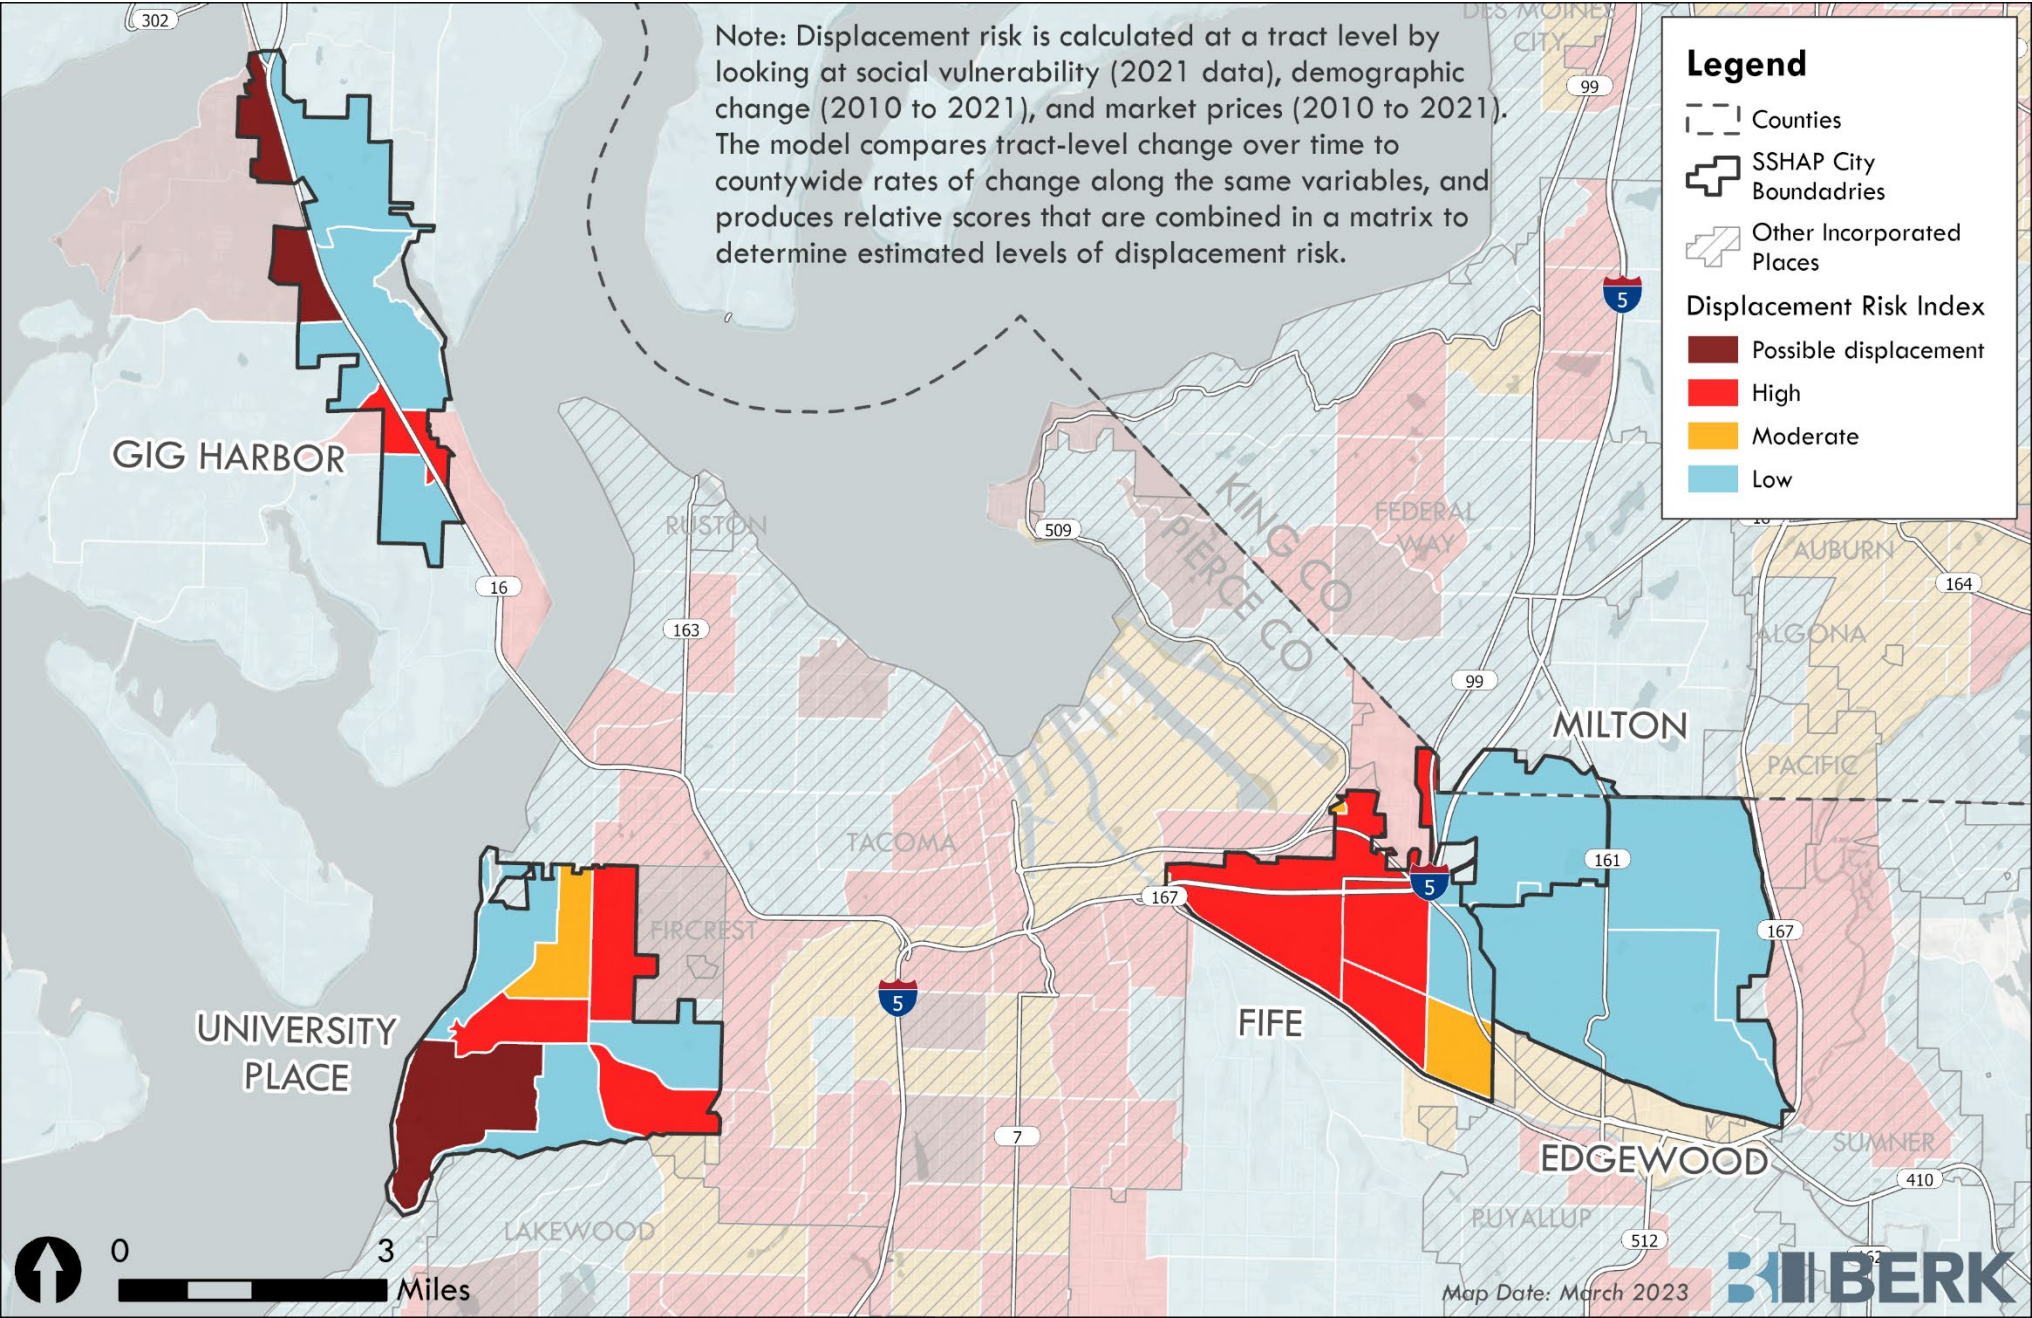 302
Note: Displacement risk is calculated at a tract level by
looking at social vulnerability (2021 data), demographic
change (2010 to 2021), and market prices (2010 to 2021).
The model compares tract-level change over time to
countywide rates of change along the same variables, and
produces relative scores that are combined in a matrix to
determine estimated levels of displacement risk.
DES MOINES
CITY
99
5
Legend
Counties
SSHAP City
Boundadries
Other Incorporated
Places
Displacement Risk Index
Possible displacement
High
Moderate
Low
GIG HARBOR
16
RUSTON
163
509
KING CO
PIERCE CO
FEDERAL
WAY
AUBURN
164
ALGONA
99
MILTON
PACIFIC
TACOMA
161
5
167
167
FIRCREST
5
UNIVERSITY
PLACE
FIFE
7
EDGEWOOD
SUMNER
410
LAKEWOOD
PUYALLUP
512
0
3
Miles
Map Date: March 2023
BERK